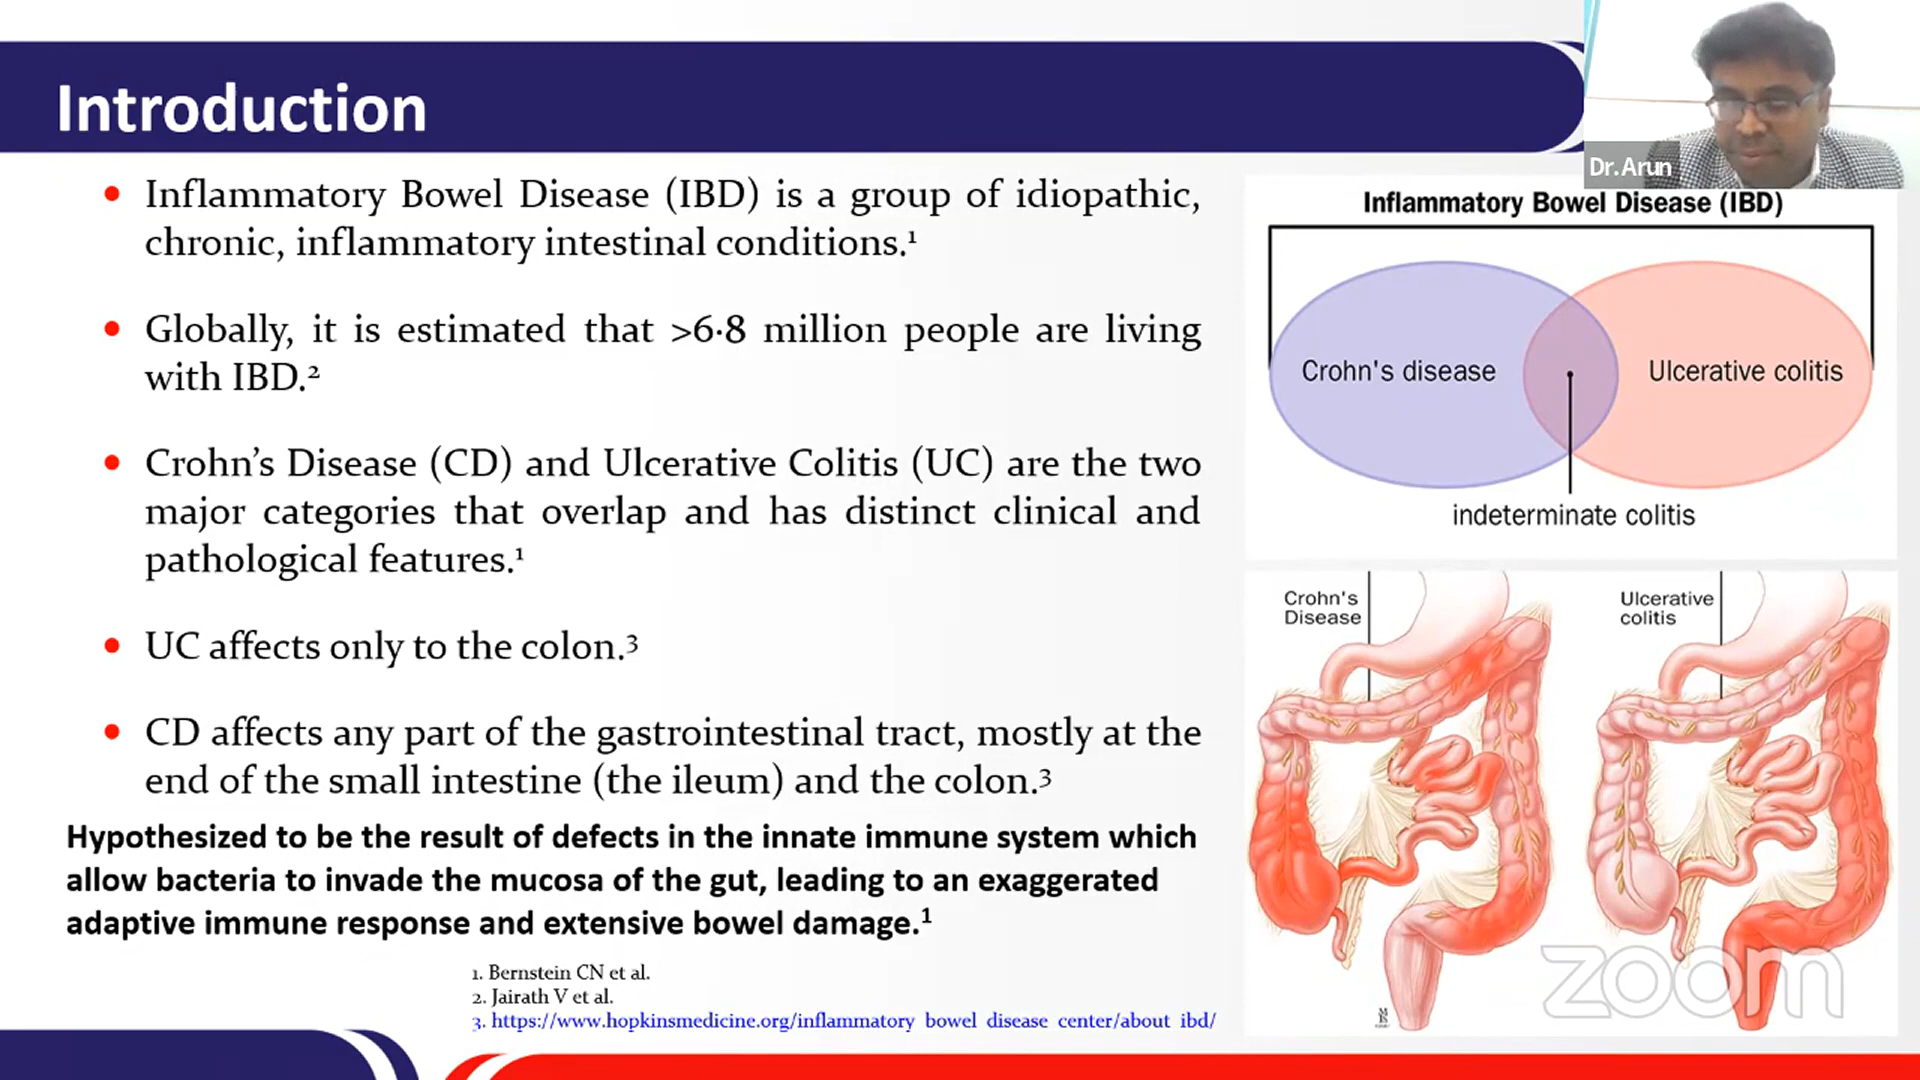 Introduction
Dr.Arun
Inflammatory Bowel Disease (IBD) is a group of idiopathic,
chronic, inflammatory intestinal conditions.¹
Globally, it is estimated that >6·8 million people are living
with IBD.²
Crohn’s Disease (CD) and Ulcerative Colitis (UC) are the two
major categories that overlap and has distinct clinical and
pathological features.¹
UC affects only to the colon.³
CD affects any part of the gastrointestinal tract, mostly at the
end of the small intestine (the ileum) and the colon.³
Hypothesized to be the result of defects in the innate immune system which
allow bacteria to invade the mucosa of the gut, leading to an exaggerated
adaptive immune response and extensive bowel damage.¹
1. Bernstein CN et al.
2. Jairath V et al.
3. https://www.hopkinsmedicine.org/inflammatory_bowel_disease_center/about_ibd/
Inflammatory Bowel Disease (IBD)
Crohn's disease
Ulcerative colitis
indeterminate colitis
Crohn's
Disease
Ulcerative
colitis
zoom